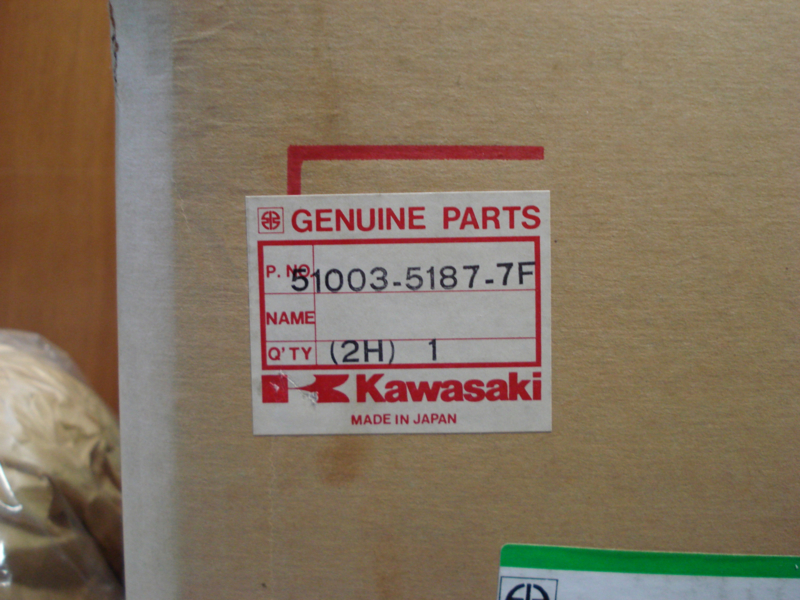 GENUINE PARTS
P. NO. 51003-5187-7F
NAME
Q'TY (2H) 1
Kawasaki
MADE IN JAPAN